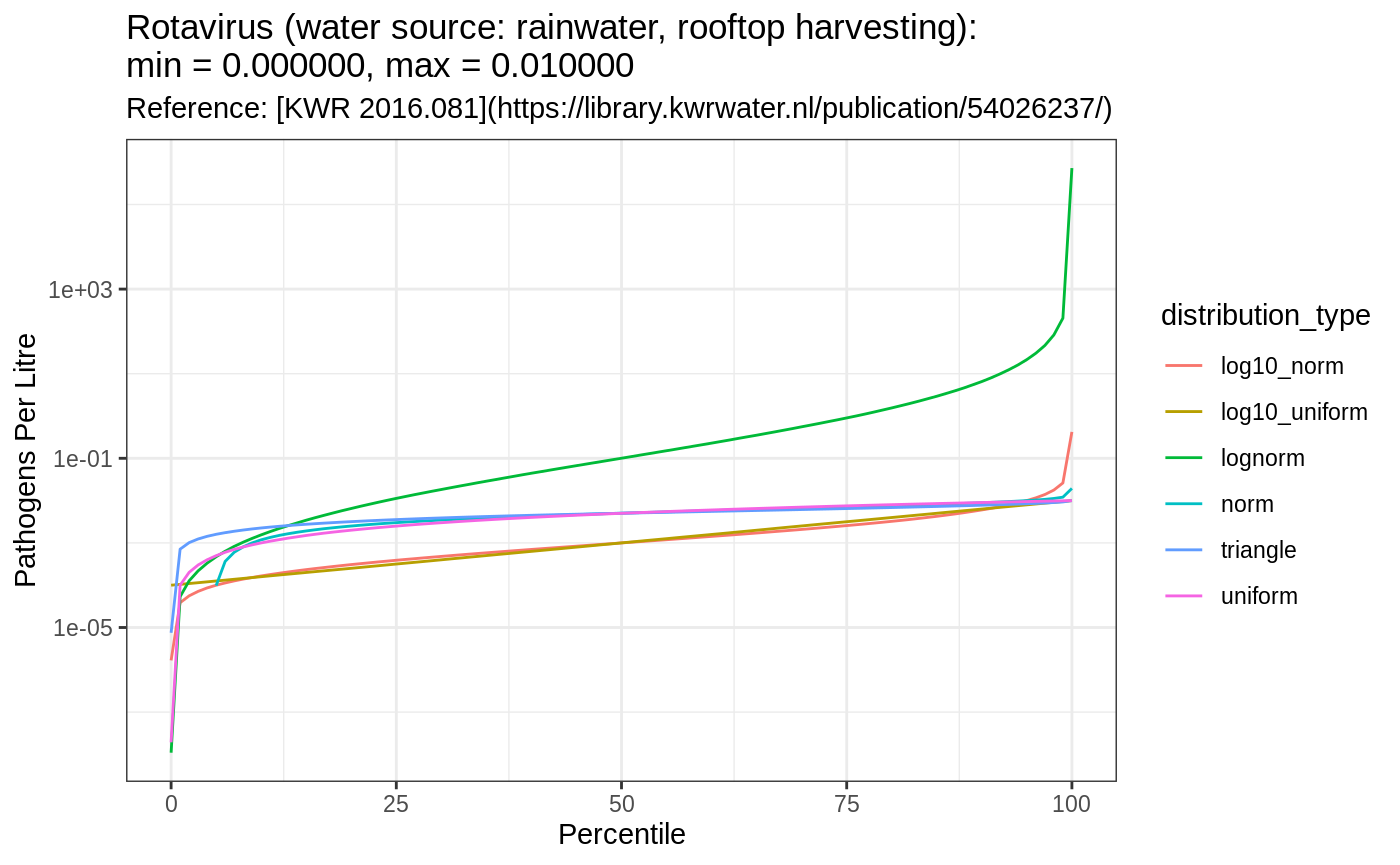 Rotavirus (water source: rainwater, rooftop harvesting):
min = 0.000000, max = 0.010000
Reference: [KWR 2016.081](https://library.kwrwater.nl/publication/54026237/)
Pathogens Per Litre
1e+03
1e-01
1e-05
0
25
50
75
100
Percentile
distribution_type
log10_norm
log10_uniform
lognorm
norm
triangle
uniform